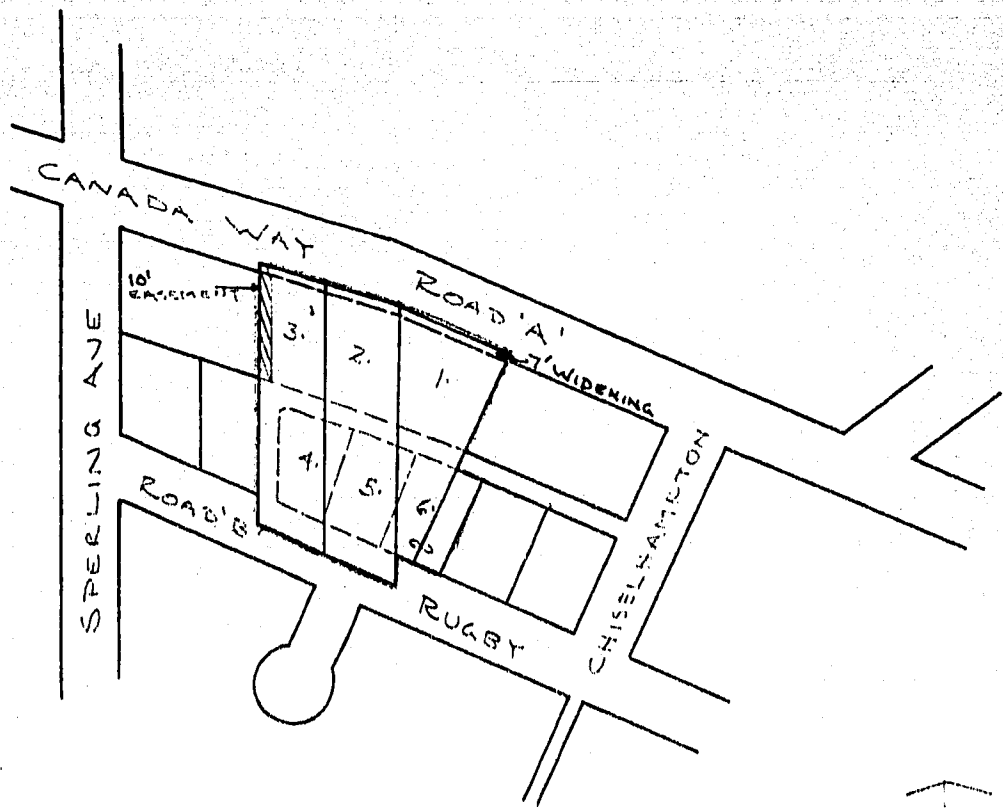 CANADA WAY
ROAD 'A'
10'
EASEMENT
3.
2.
1.
7' WIDENING
SPERLING AVE
4.
5.
6.
ROAD 'B'
RUGBY
CHISELHAMPTON